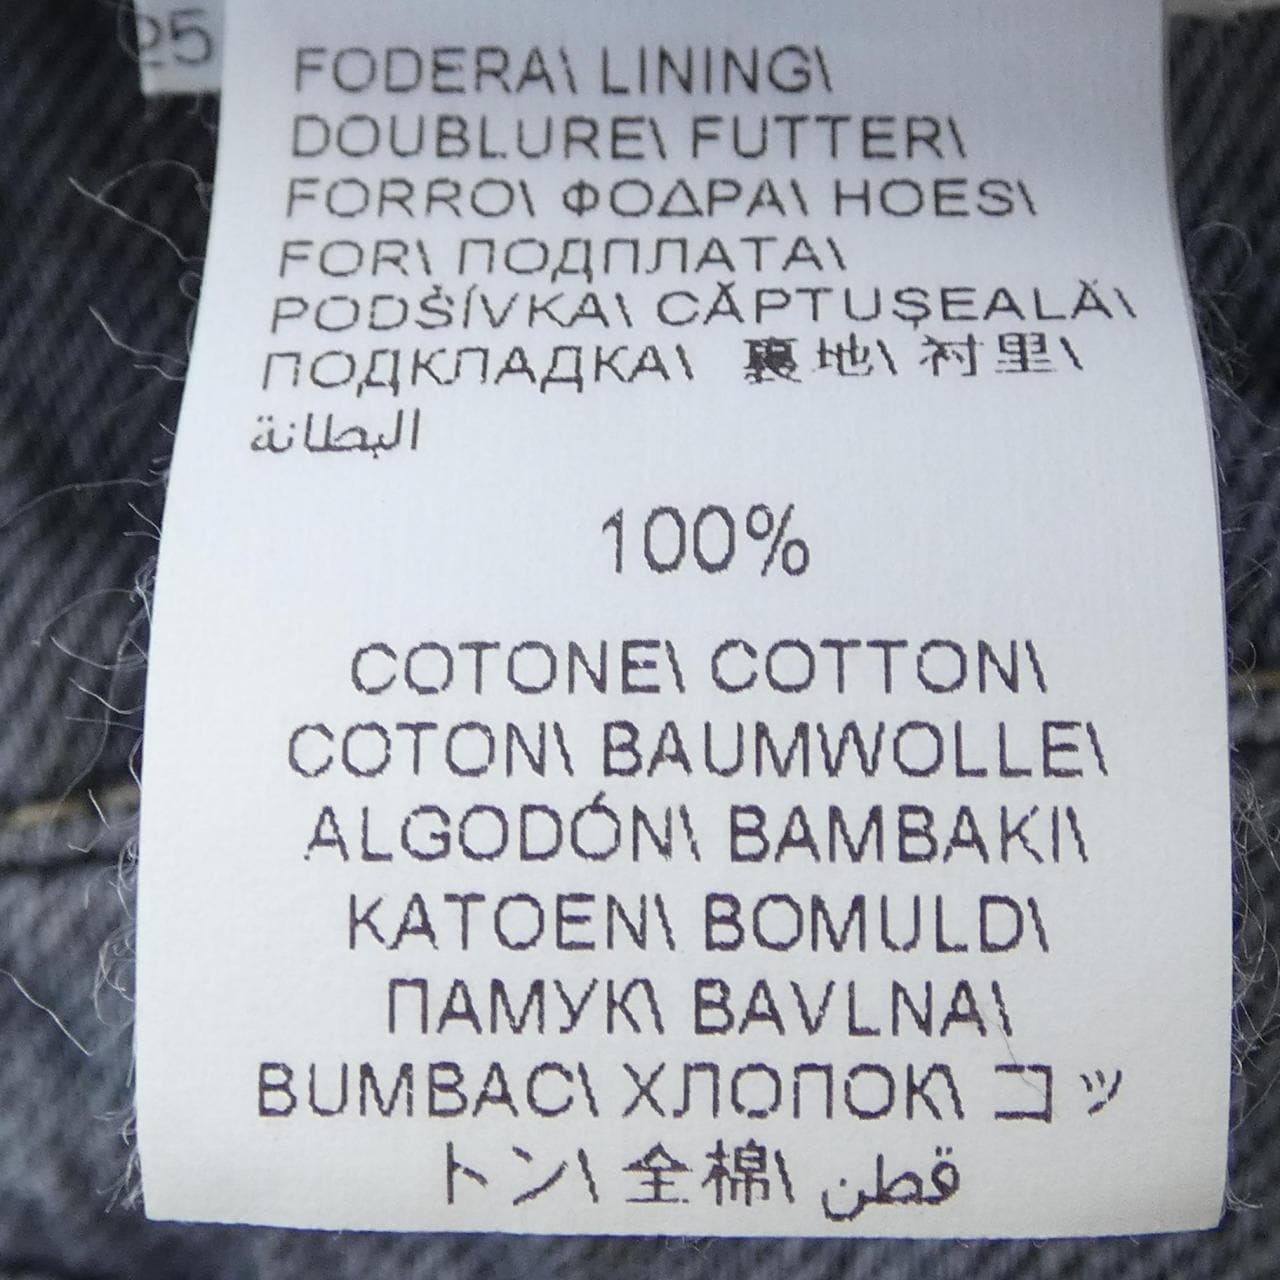 25
FODERA\ LINING\
DOUBLURE\ FUTTER\
FORRO\ ΦΟΔΡΑ\ HOES\
FOR\ ПОДПЛАТА\
PODŠÍVKA\ CĂPTUŞEALĂ\
ПОДКЛАДКА\ 裏地\ 衬里\
البطانة
100%
COTONE\ COTTON\
COTON\ BAUMWOLLE\
ALGODÓN\ BAMBAKI\
KATOEN\ BOMULD\
ПАМУК\ BAVLNA\
BUMBAC\ ХЛОПОК\ コッ
トン\ 全棉\ قطن